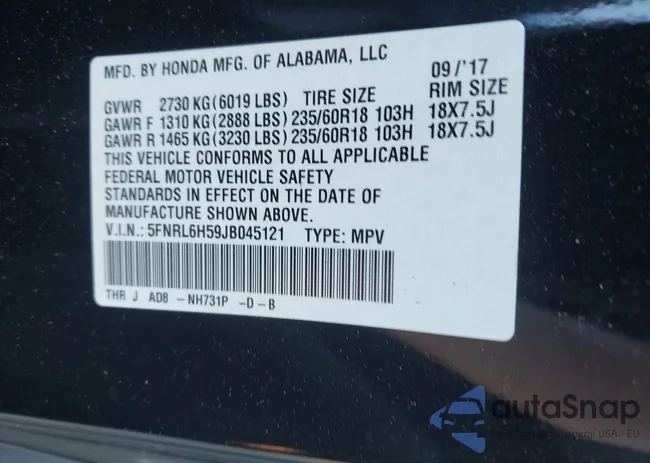 MFD. BY HONDA MFG. OF ALABAMA, LLC
09/'17
GVWR 2730 KG(6019 LBS) TIRE SIZE RIM SIZE
GAWR F 1310 KG(2888 LBS) 235/60R18 103H 18X7.5J
GAWR R 1465 KG(3230 LBS) 235/60R18 103H 18X7.5J
THIS VEHICLE CONFORMS TO ALL APPLICABLE
FEDERAL MOTOR VEHICLE SAFETY
STANDARDS IN EFFECT ON THE DATE OF
MANUFACTURE SHOWN ABOVE.
V.I.N.: 5FNRL6H59JB045121 TYPE: MPV
THR J AD8 -NH731P -D-B
autoSnap
USA - EU